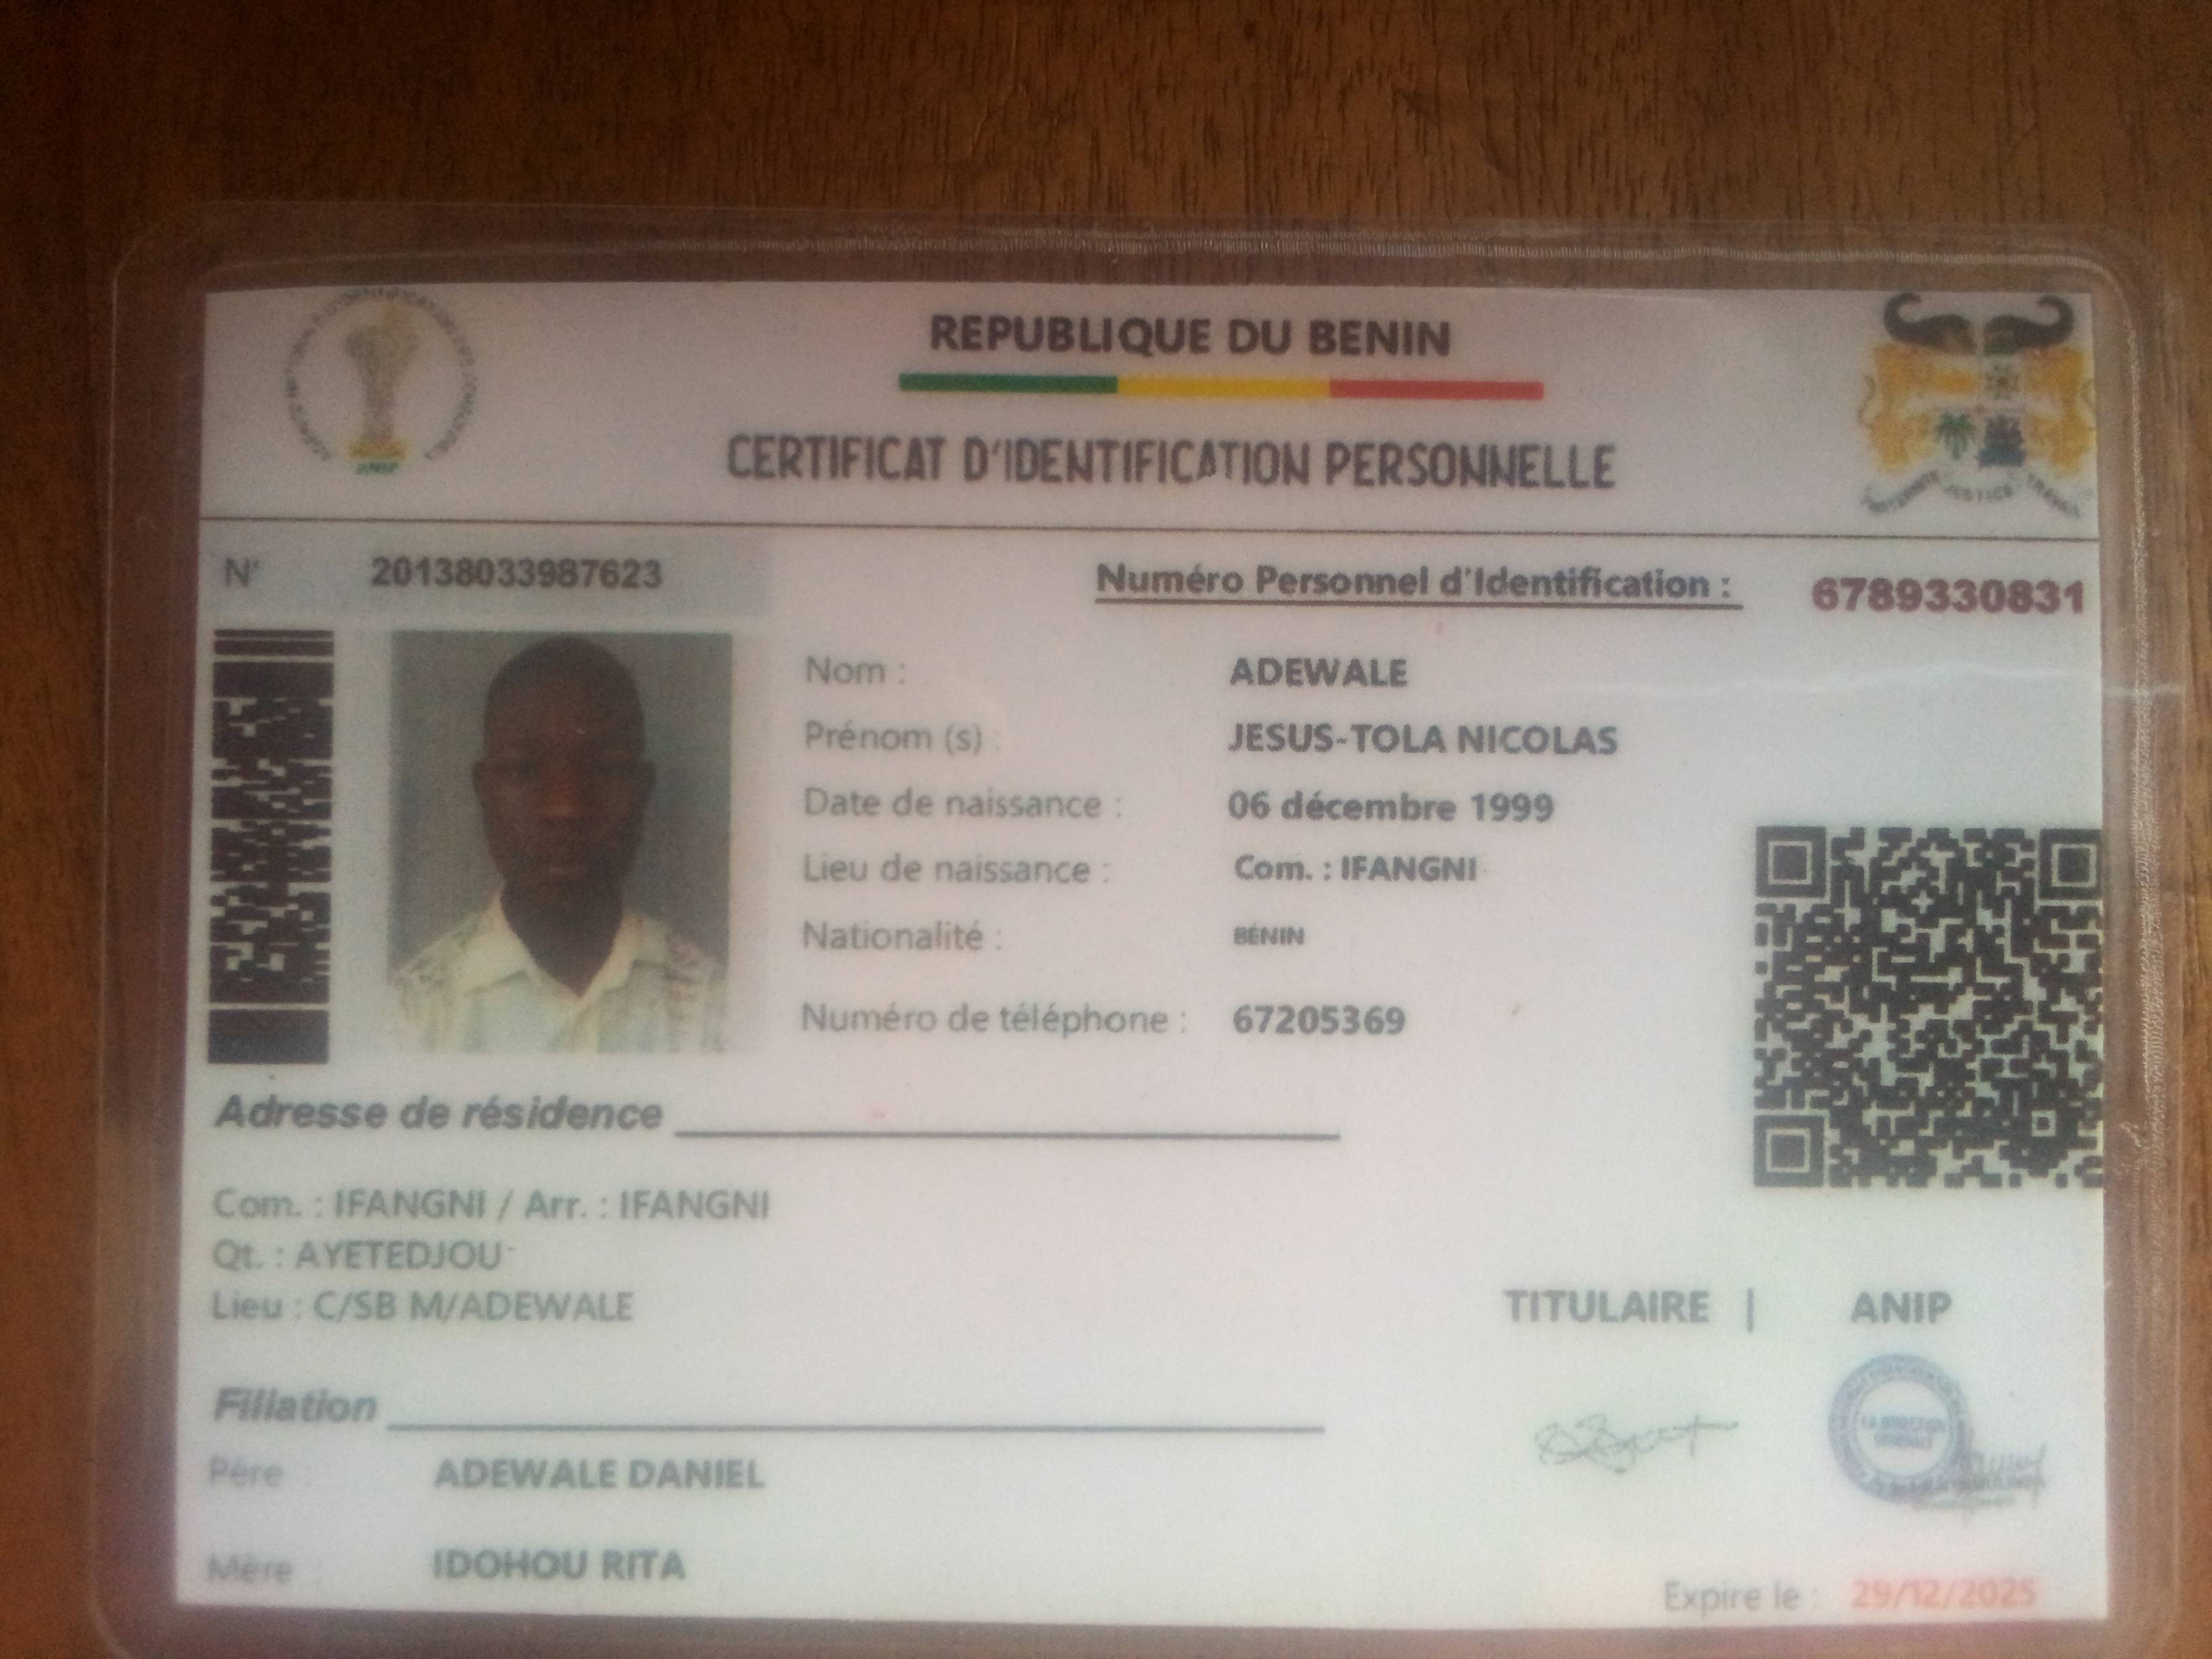 REPUBLIQUE DU BENIN
CERTIFICAT D'IDENTIFICATION PERSONNELLE
ANIP
JUSTICE
N° 20138033987623
Numéro Personnel d'Identification : 6789330831
Nom : ADEWALE
Prénom (s) : JESUS-TOLA NICOLAS
Date de naissance : 06 décembre 1999
Lieu de naissance : Com. : IFANGNI
Nationalité : BÉNIN
Numéro de téléphone : 67205369
Adresse de résidence
Com. : IFANGNI / Arr. : IFANGNI
Qt. : AYETEDJOU
Lieu : C/SB M/ADEWALE
TITULAIRE | ANIP
Filiation
Père : ADEWALE DANIEL
Mère : IDOHOU RITA
Expire le : 29/12/2025